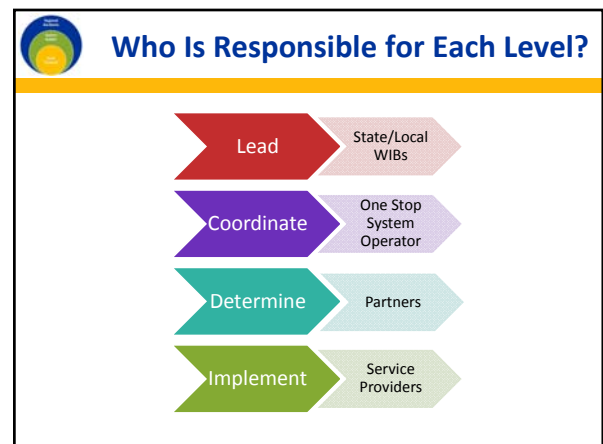 Who Is Responsible for Each Level?
Lead
State/Local
WIBs
Coordinate
One Stop
System
Operator
Determine
Partners
Implement
Service
Providers